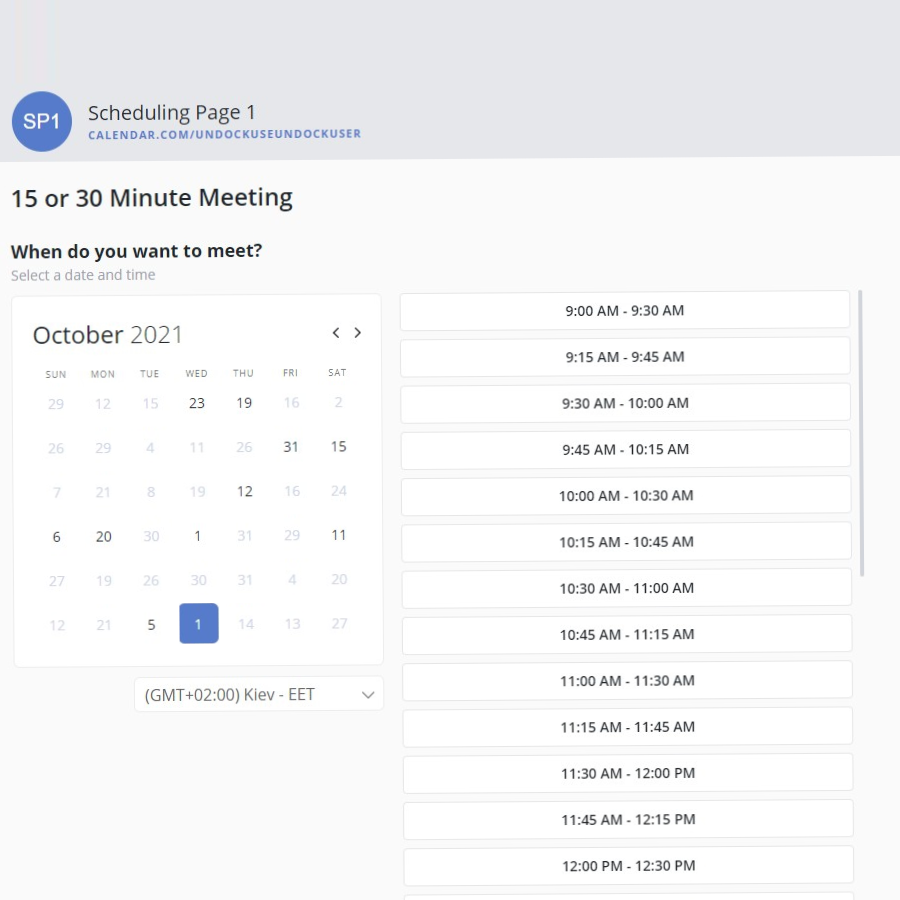 SP1
Scheduling Page 1
CALENDAR.COM/UNDOCKUSEUNDOCKUSER
15 or 30 Minute Meeting
When do you want to meet?
Select a date and time
October 2021
SUN MON TUE WED THU FRI SAT
29 12 15 23 19 16 2
26 29 4 11 26 31 15
7 21 8 19 12 16 24
6 20 30 1 31 29 11
27 19 26 30 31 4 20
12 21 5 1 14 13 27
(GMT+02:00) Kiev - EET
9:00 AM - 9:30 AM
9:15 AM - 9:45 AM
9:30 AM - 10:00 AM
9:45 AM - 10:15 AM
10:00 AM - 10:30 AM
10:15 AM - 10:45 AM
10:30 AM - 11:00 AM
10:45 AM - 11:15 AM
11:00 AM - 11:30 AM
11:15 AM - 11:45 AM
11:30 AM - 12:00 PM
11:45 AM - 12:15 PM
12:00 PM - 12:30 PM